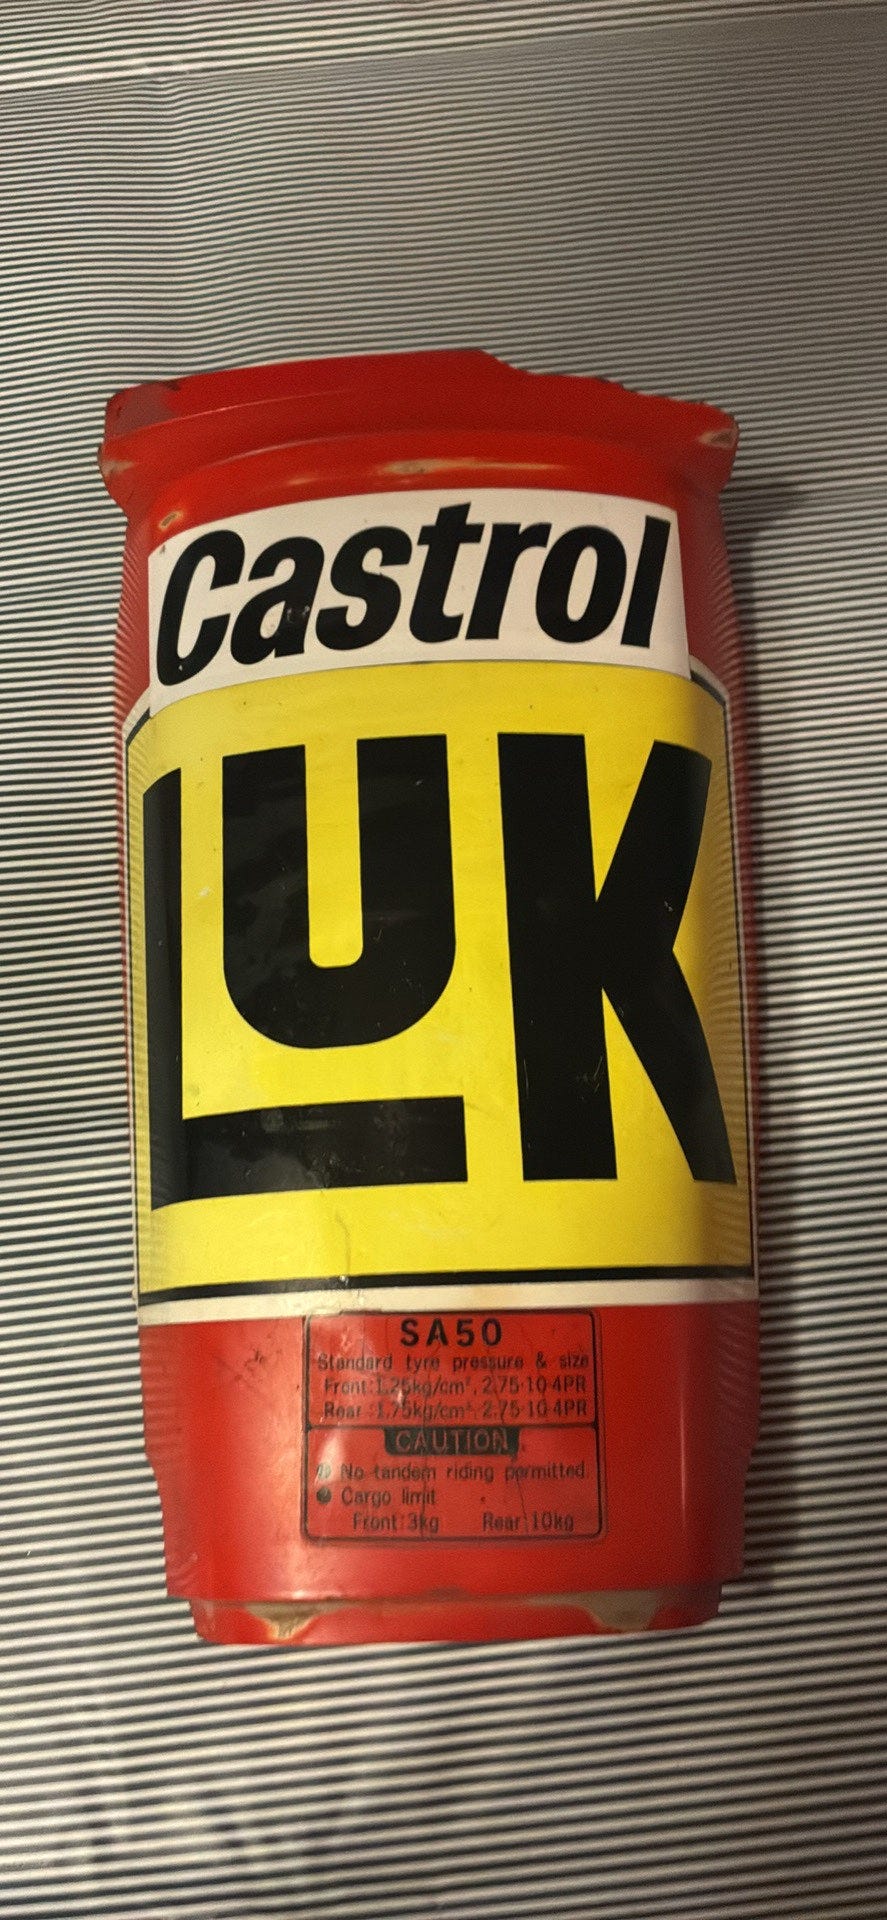 Castrol
LUK
SA50
Standard tyre pressure & size
Front:1.25kg/cm², 2.75-10-4PR
Rear :1.75kg/cm², 2.75-10-4PR
CAUTION
● No tandem riding permitted.
● Cargo limit
Front:3kg Rear:10kg